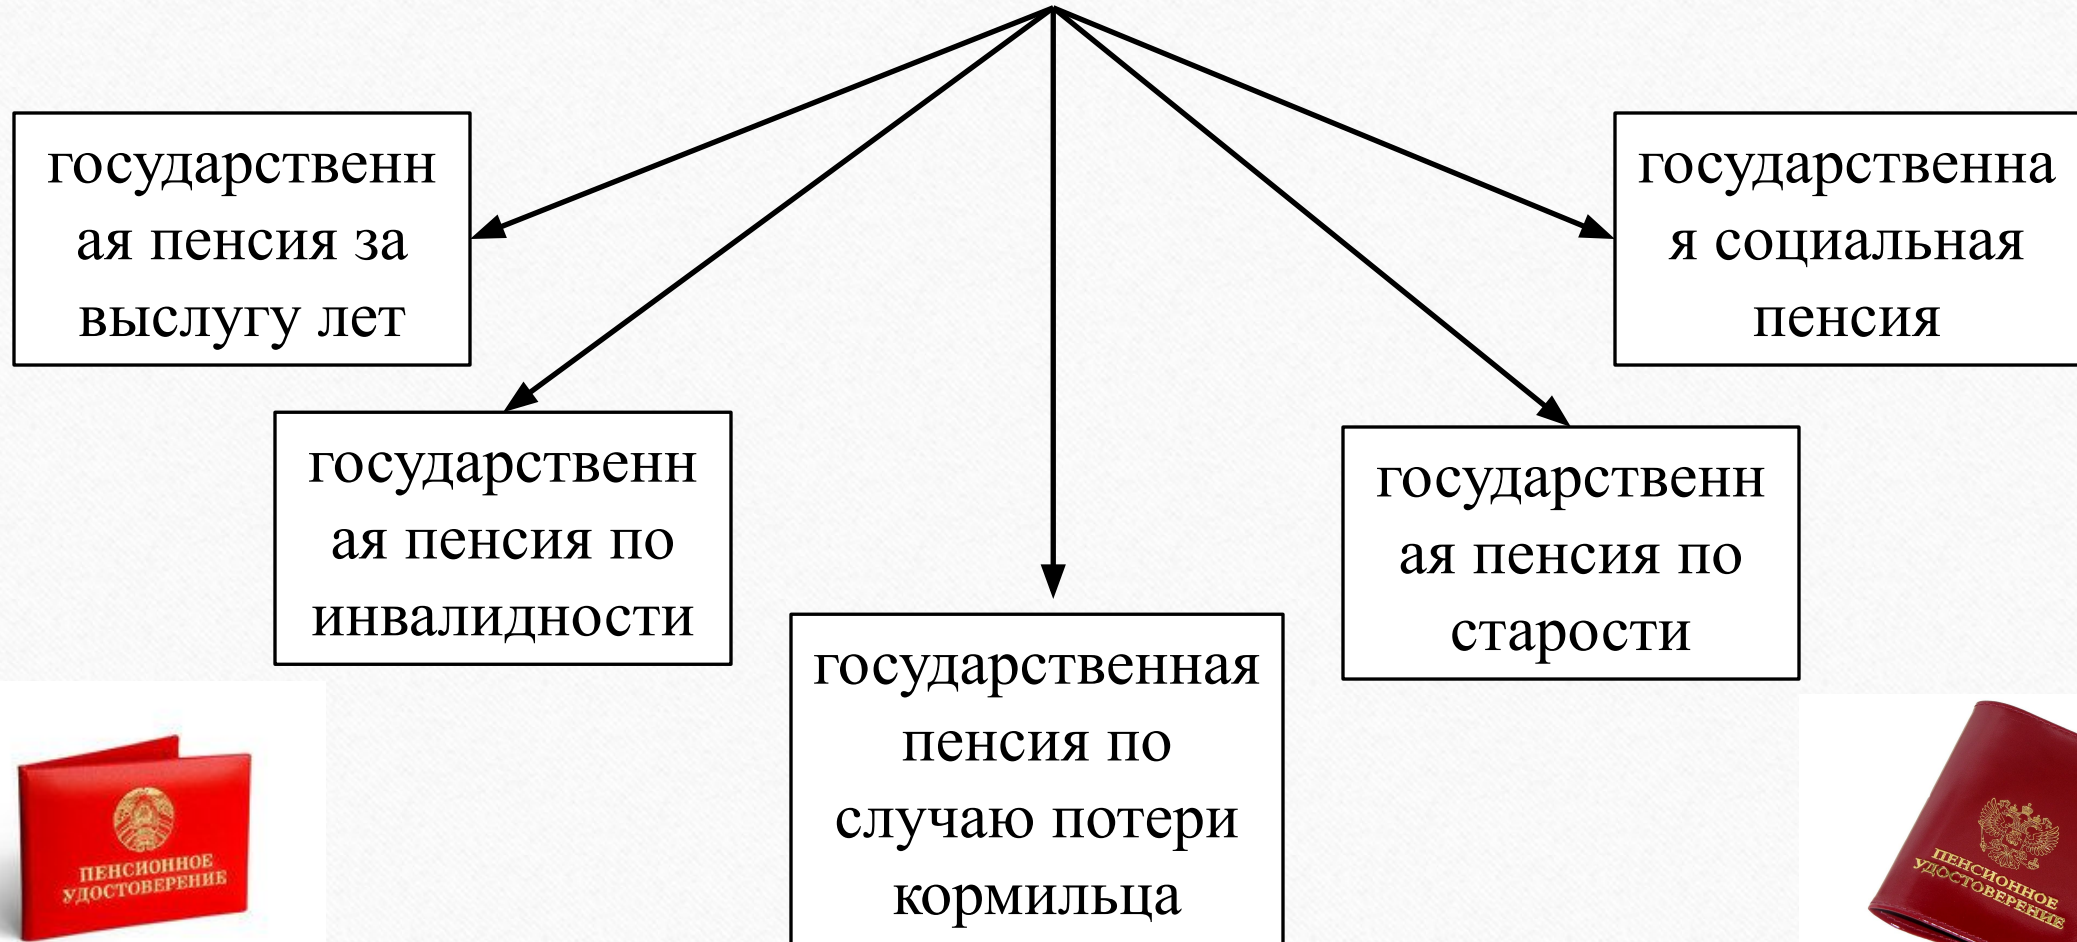 государственн
ая пенсия за
выслугу лет
государственна
я социальная
пенсия
государственн
ая пенсия по
инвалидности
государственн
ая пенсия по
старости
государственная
пенсия по
случаю потери
кормильца
ПЕНСИОННОЕ
УДОСТОВЕРЕНИЕ
ПЕНСИОННОЕ
УДОСТОВЕРЕНИЕ